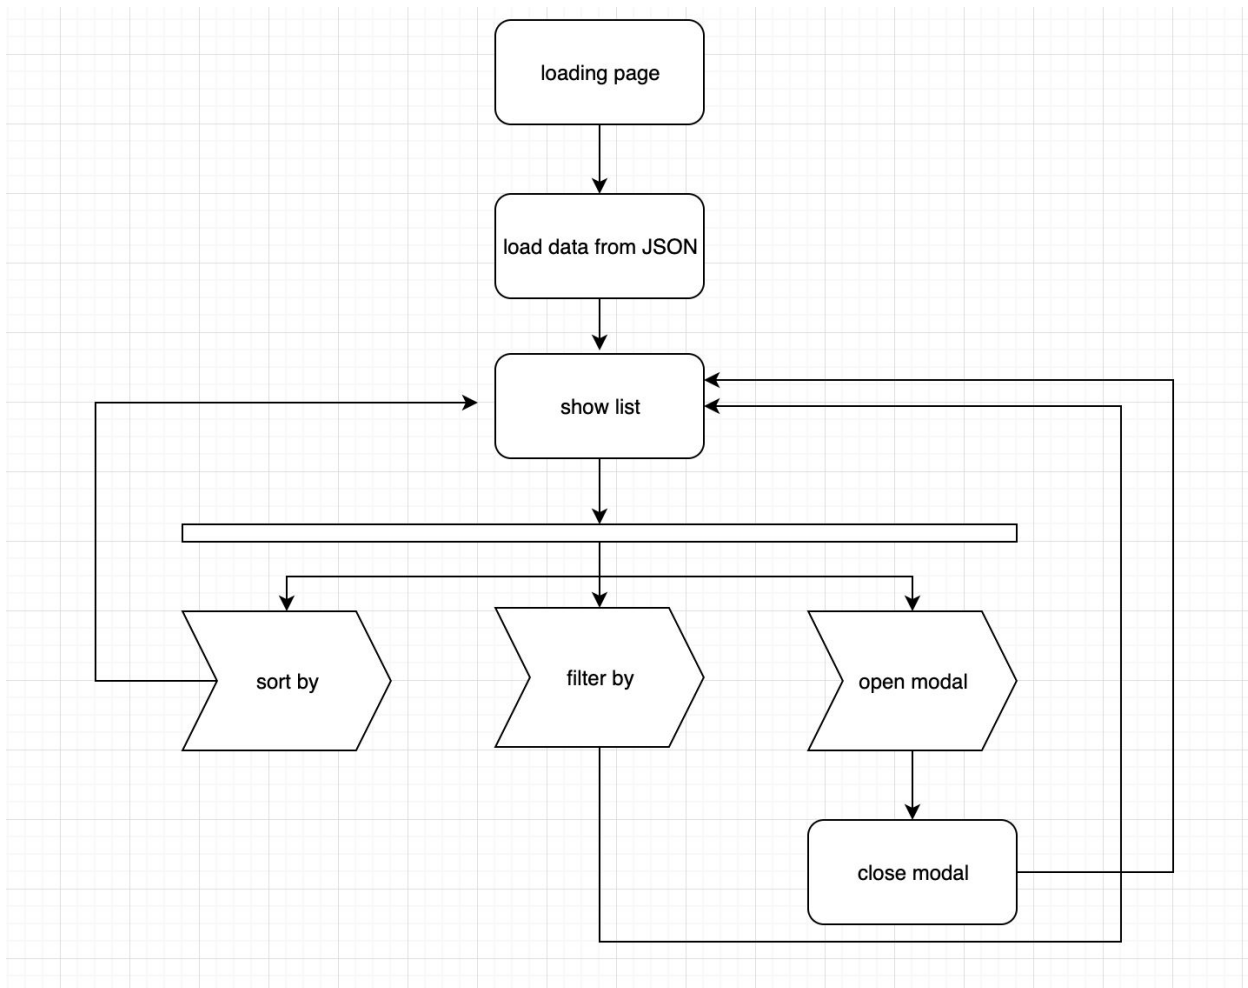 loading page
load data from JSON
show list
sort by
filter by
open modal
close modal